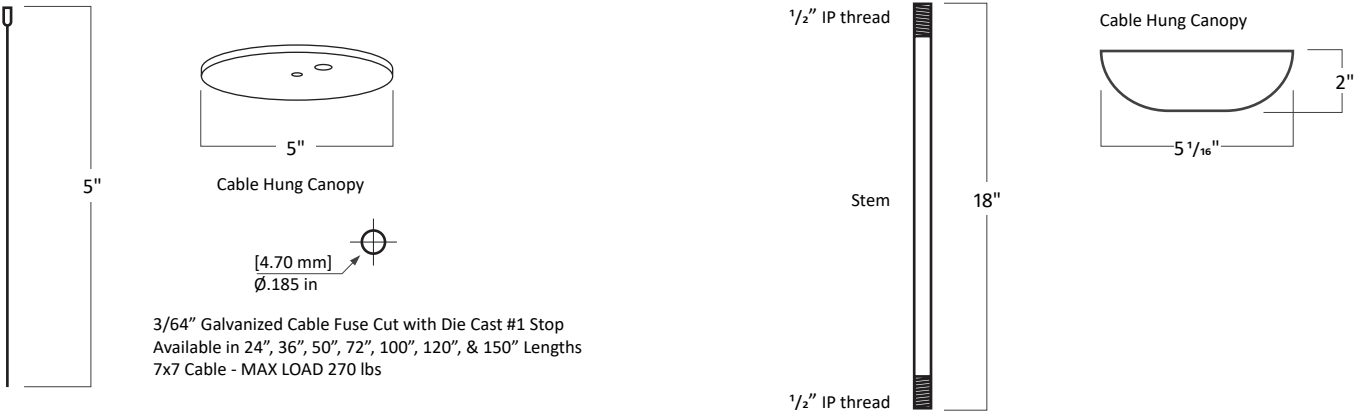 5"
5"
Cable Hung Canopy
[4.70 mm]
Ø.185 in
3/64” Galvanized Cable Fuse Cut with Die Cast #1 Stop
Available in 24”, 36”, 50”, 72”, 100”, 120”, & 150” Lengths
7x7 Cable - MAX LOAD 270 lbs
1/2” IP thread
Stem
18"
1/2” IP thread
Cable Hung Canopy
2"
5 1/16"